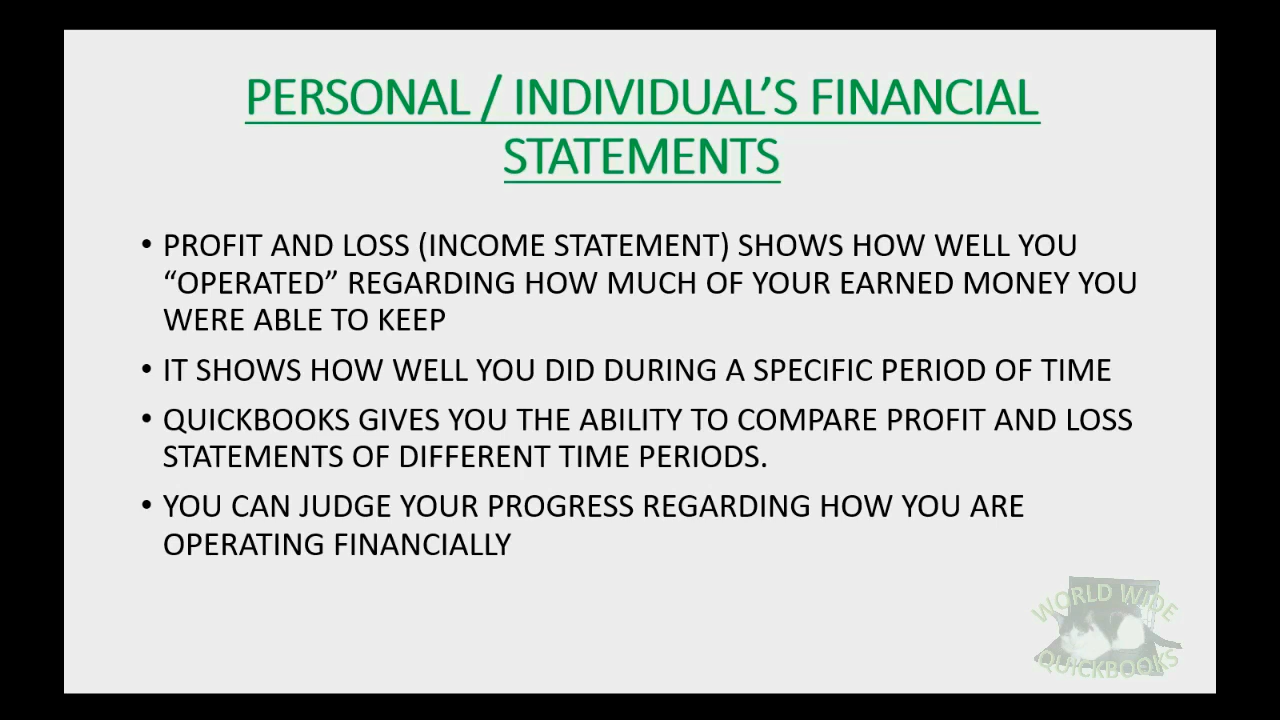 PERSONAL / INDIVIDUAL’S FINANCIAL
STATEMENTS
• PROFIT AND LOSS (INCOME STATEMENT) SHOWS HOW WELL YOU
“OPERATED” REGARDING HOW MUCH OF YOUR EARNED MONEY YOU
WERE ABLE TO KEEP
• IT SHOWS HOW WELL YOU DID DURING A SPECIFIC PERIOD OF TIME
• QUICKBOOKS GIVES YOU THE ABILITY TO COMPARE PROFIT AND LOSS
STATEMENTS OF DIFFERENT TIME PERIODS.
• YOU CAN JUDGE YOUR PROGRESS REGARDING HOW YOU ARE
OPERATING FINANCIALLY
WORLD WIDE
QUICKBOOKS